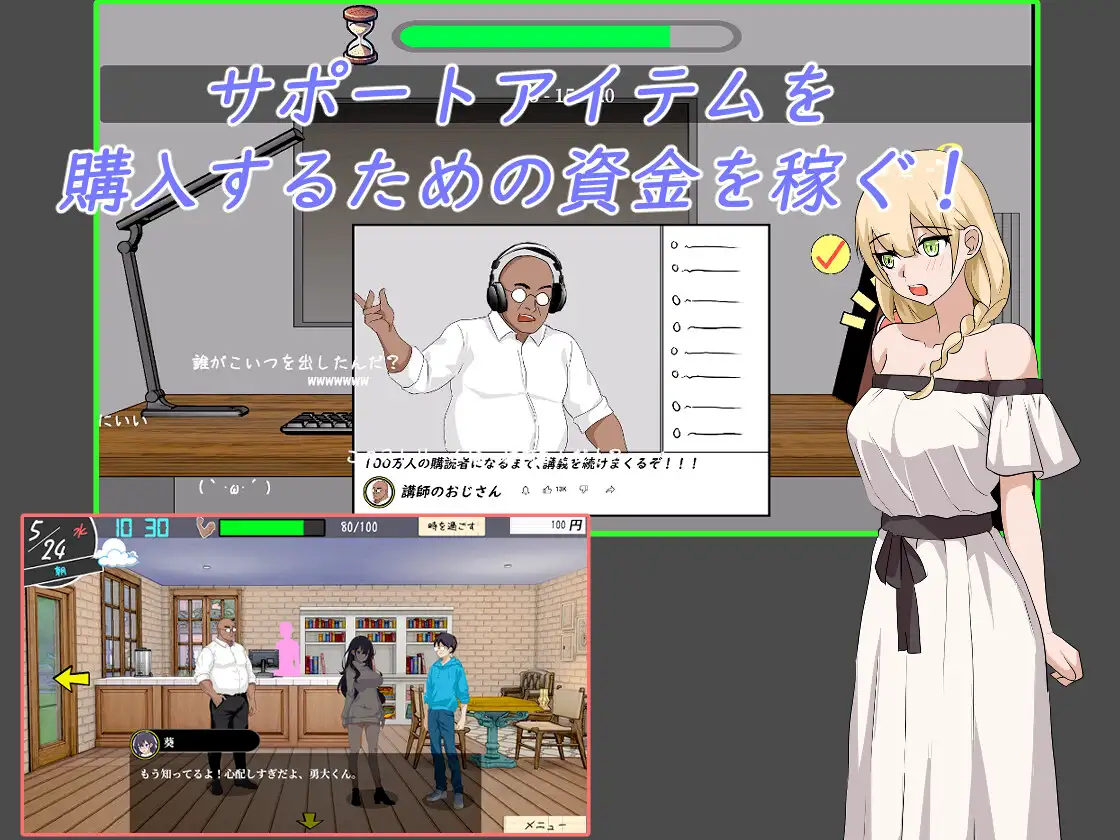 サポートアイテムを
購入するための資金を稼ぐ！
誰がこいつを出したんだ？
wwwwwww
にいい
(｀·ω·´)
100万人の購読者になるまで、講義を続けまくるぞ！！！
講師のおじさん
13K
5/24
水
朝
10 30
80/100
時を過ごす
100 円
葵
もう知ってるよ！心配しすぎだよ、勇大くん。
メニュー